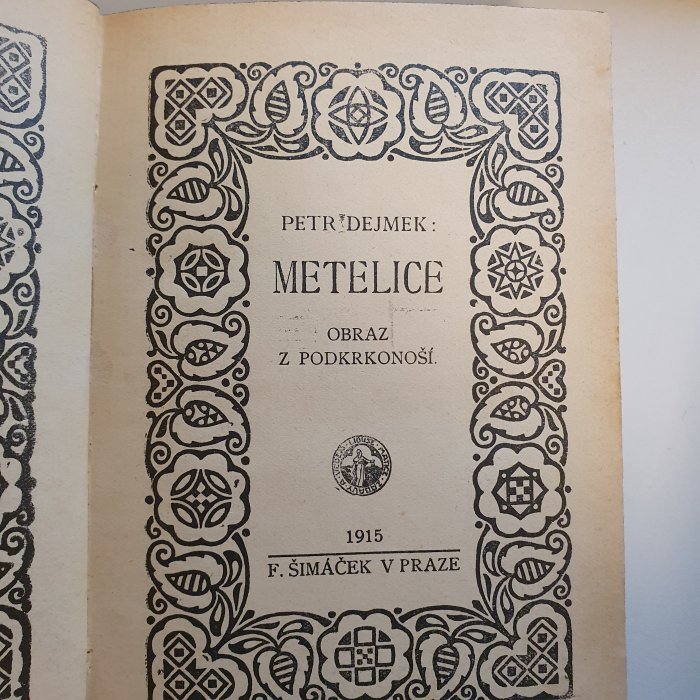 PETR DEJMEK:
METELICE
OBRAZ
Z PODKRKONOŠÍ.
1915
F. ŠIMÁČEK V PRAZE